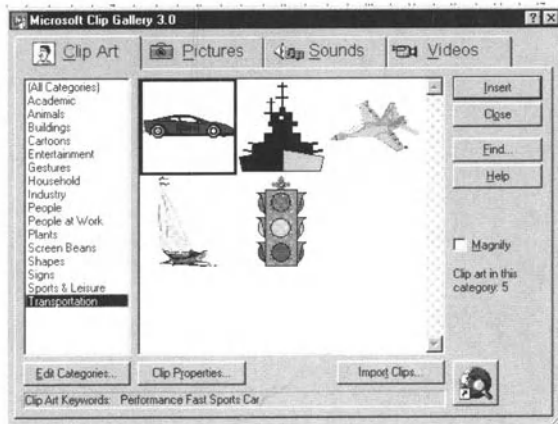 Microsoft Clip Gallery 3.0
Clip Art
Pictures
Sounds
Videos
(All Categories)
Academic
Animals
Buildings
Cartoons
Entertainment
Gestures
Household
Industry
People
People at Work
Plants
Screen Beans
Shapes
Signs
Sports & Leisure
Transportation
Insert
Close
Find...
Help
Magnify
Clip art in this
category: 5
Edit Categories...
Clip Properties...
Import Clips...
Clip Art Keywords: Performance Fast Sports Car